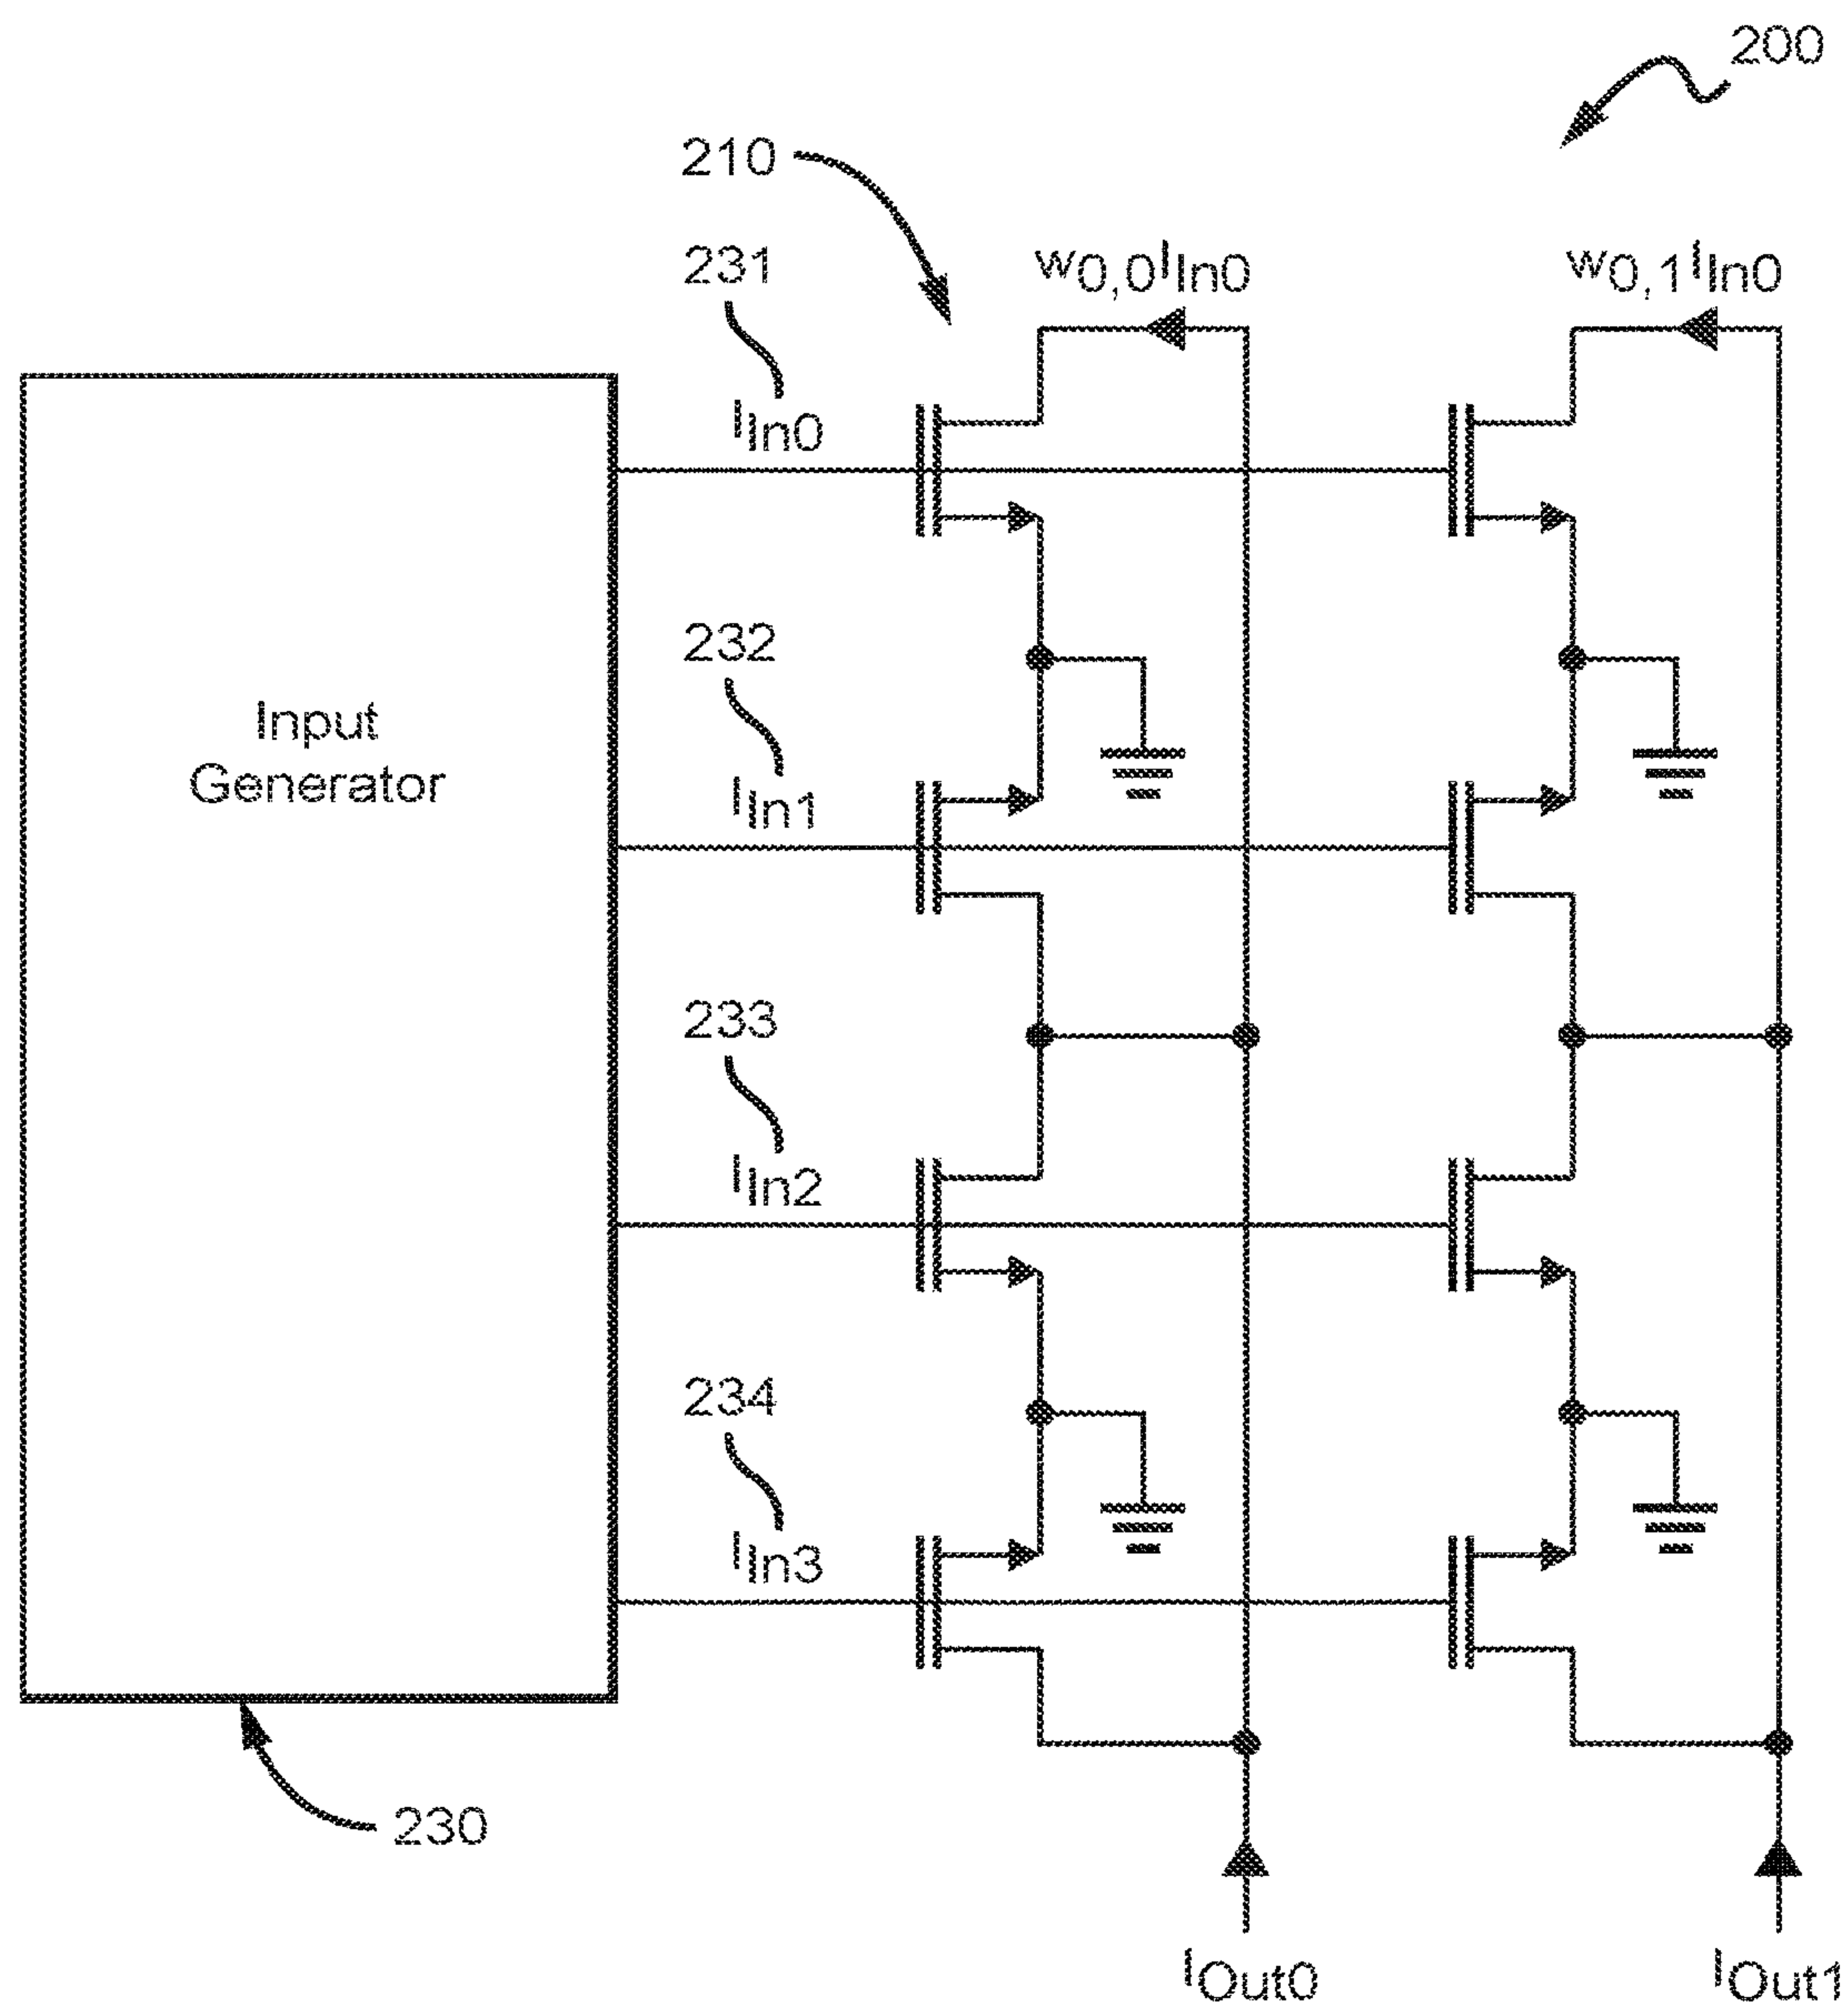 200
210
231
w0,0IIn0
w0,1IIn0
IIn0
232
Input
Generator
IIn1
233
IIn2
234
IIn3
230
IOut0
IOut1